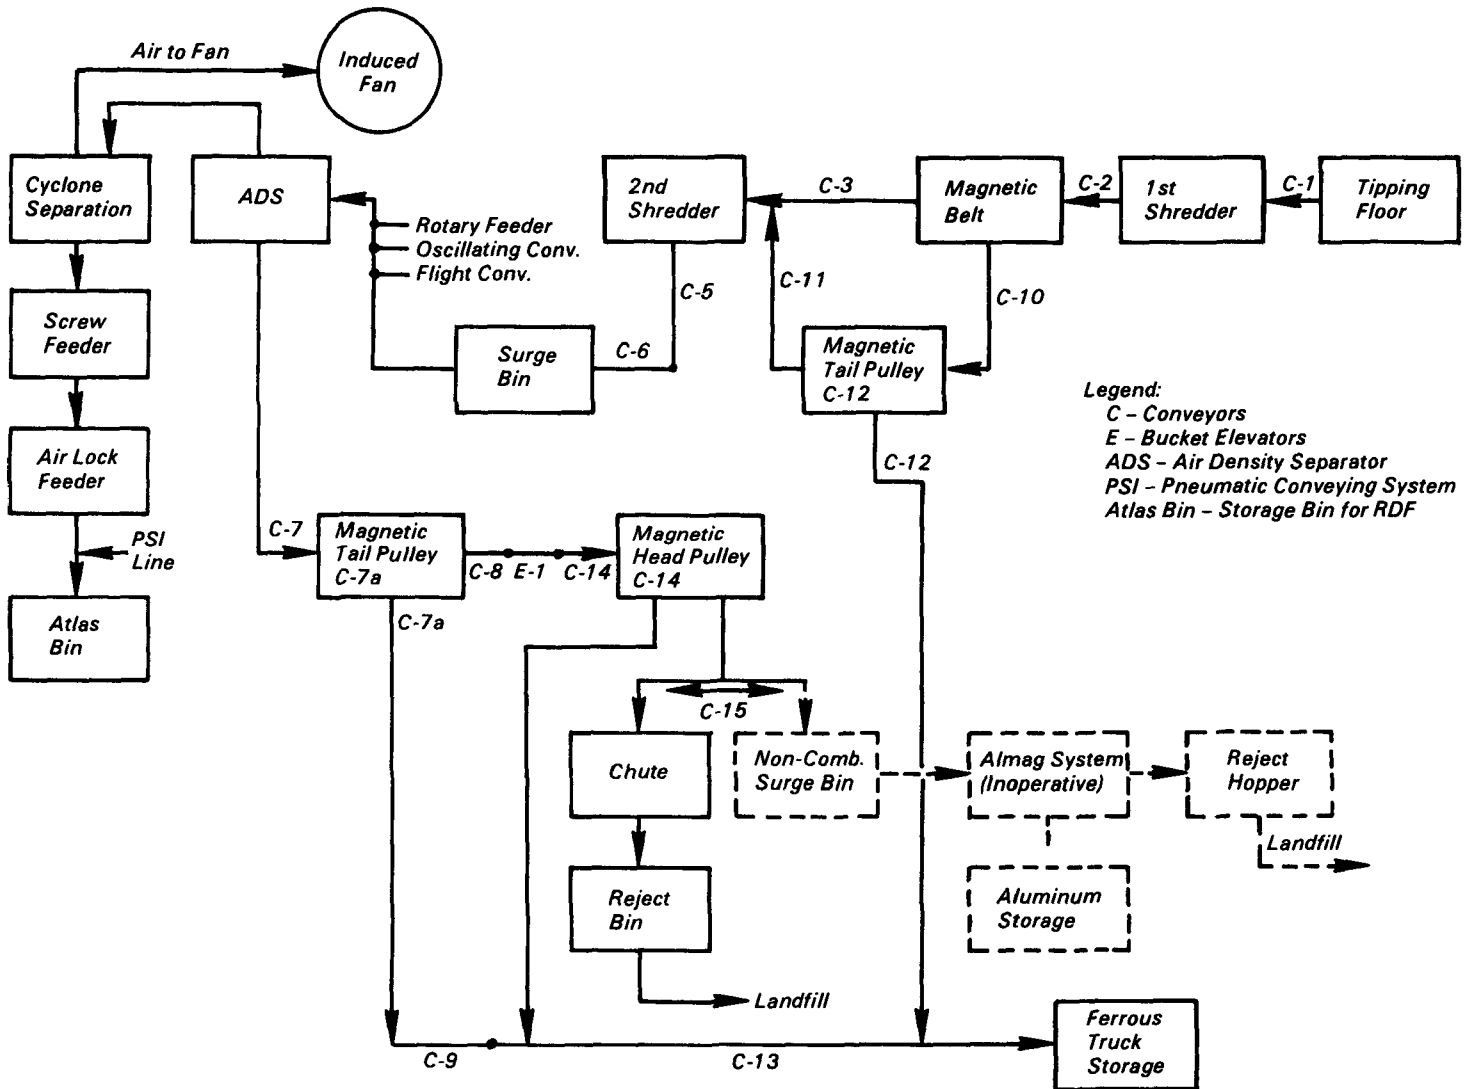 Air to Fan
Induced
Fan
Cyclone
Separation
ADS
Rotary Feeder
Oscillating Conv.
Flight Conv.
2nd
Shredder
C-3
Magnetic
Belt
C-2
1st
Shredder
C-1
Tipping
Floor
C-5
C-11
C-10
Screw
Feeder
Surge
Bin
C-6
Magnetic
Tail Pulley
C-12
C-12
Legend:
C – Conveyors
E – Bucket Elevators
ADS – Air Density Separator
PSI – Pneumatic Conveying System
Atlas Bin – Storage Bin for RDF
Air Lock
Feeder
PSI
Line
Atlas
Bin
C-7
Magnetic
Tail Pulley
C-7a
C-8
E-1
C-14
Magnetic
Head Pulley
C-14
C-7a
C-15
Chute
Non-Comb.
Surge Bin
Almag System
(Inoperative)
Reject
Hopper
Landfill
Reject
Bin
Aluminum
Storage
Landfill
C-9
C-13
Ferrous
Truck
Storage